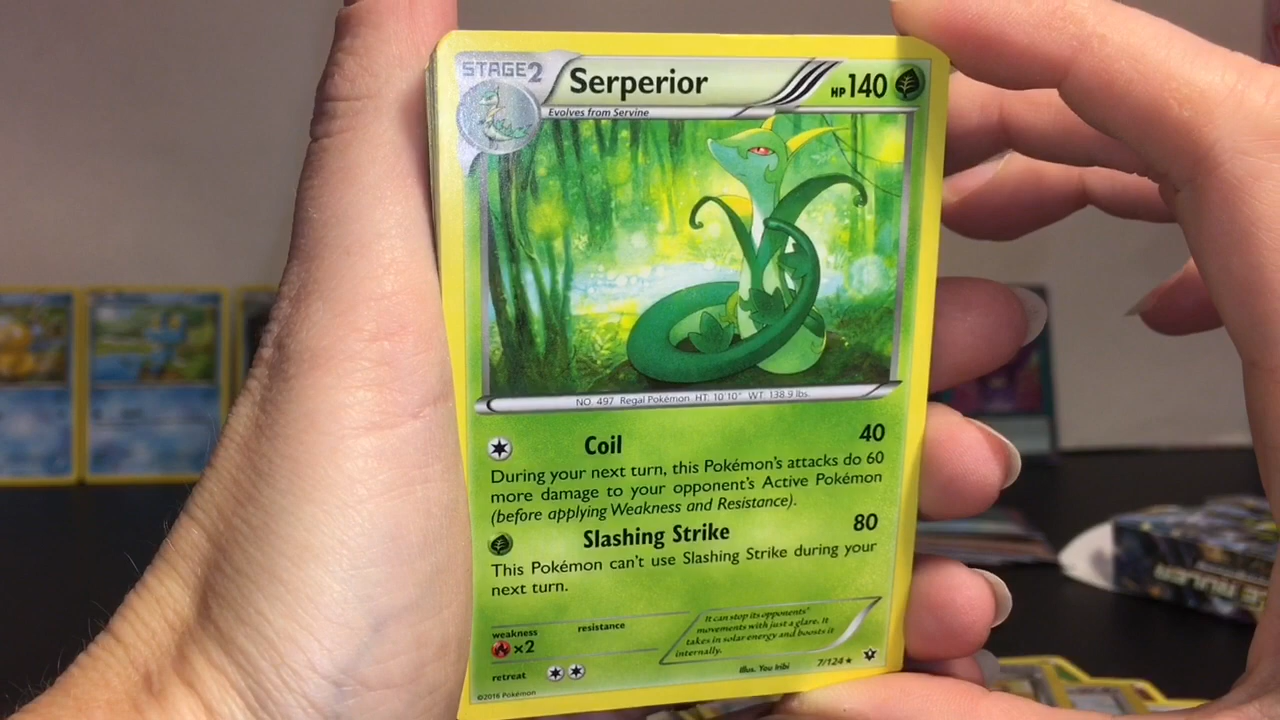 STAGE2
Serperior
HP140
Evolves from Servine
NO. 497 Regal Pokémon HT: 10'10" WT: 138.9 lbs.
Coil 40
During your next turn, this Pokémon's attacks do 60
more damage to your opponent's Active Pokémon
(before applying Weakness and Resistance).
Slashing Strike 80
This Pokémon can't use Slashing Strike during your
next turn.
weakness
×2
resistance
retreat
It can stop its opponents'
movements with just a glare. It
takes in solar energy and boosts it
internally.
Illus. You Iribi
7/124
©2016 Pokémon
RULER